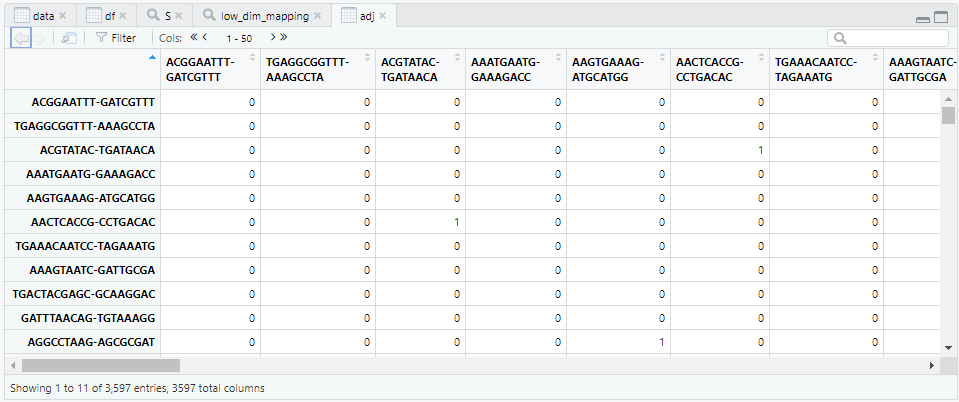 data df S low_dim_mapping adj
Filter Cols: 1 - 50
ACGGAATTT-GATCGTTT TGAGGCGGTTT-AAAGCCTA ACGTATAC-TGATAACA AAATGAATG-GAAAGACC AAGTGAAAG-ATGCATGG AACTCACCG-CCTGACAC TGAAACAATCC-TAGAAATG AAAGTAATC-GATTGCGA
ACGGAATTT-GATCGTTT 0 0 0 0 0 0 0
TGAGGCGGTTT-AAAGCCTA 0 0 0 0 0 0 0
ACGTATAC-TGATAACA 0 0 0 0 0 1 0
AAATGAATG-GAAAGACC 0 0 0 0 0 0 0
AAGTGAAAG-ATGCATGG 0 0 0 0 0 0 0
AACTCACCG-CCTGACAC 0 0 1 0 0 0 0
TGAAACAATCC-TAGAAATG 0 0 0 0 0 0 0
AAAGTAATC-GATTGCGA 0 0 0 0 0 0 0
TGACTACGAGC-GCAAGGAC 0 0 0 0 0 0 0
GATTTAACAG-TGTAAAGG 0 0 0 0 0 0 0
AGGCCTAAG-AGCGCGAT 0 0 0 0 1 0 0
Showing 1 to 11 of 3,597 entries, 3597 total columns